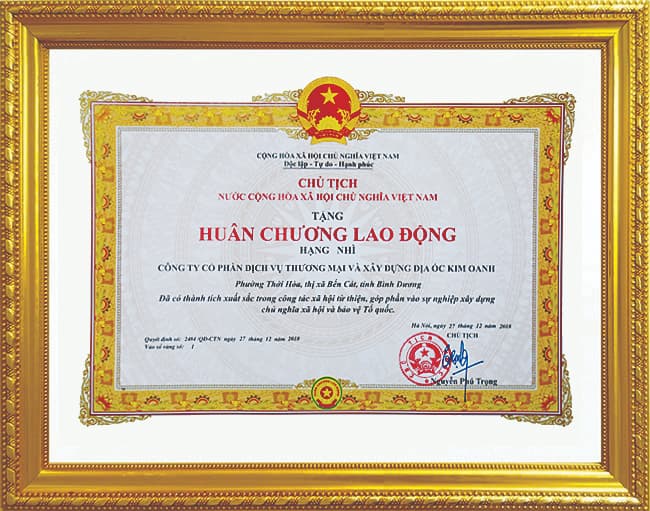 CỘNG HÒA XÃ HỘI CHỦ NGHĨA VIỆT NAM
Độc lập - Tự do - Hạnh phúc
CHỦ TỊCH
NƯỚC CỘNG HÒA XÃ HỘI CHỦ NGHĨA VIỆT NAM
TẶNG
HUÂN CHƯƠNG LAO ĐỘNG
HẠNG NHÌ
CÔNG TY CỔ PHẦN DỊCH VỤ THƯƠNG MẠI VÀ XÂY DỰNG ĐỊA ỐC KIM OANH
Phường Thới Hòa, thị xã Bến Cát, tỉnh Bình Dương
Đã có thành tích xuất sắc trong công tác xã hội từ thiện, góp phần vào sự nghiệp xây dựng
chủ nghĩa xã hội và bảo vệ Tổ quốc.
Hà Nội, ngày 27 tháng 12 năm 2018
Quyết định số: 2404 /QĐ-CTN ngày 27 tháng 12 năm 2018
CHỦ TỊCH
Vào sổ vàng số: 1
Nguyễn Phú Trọng